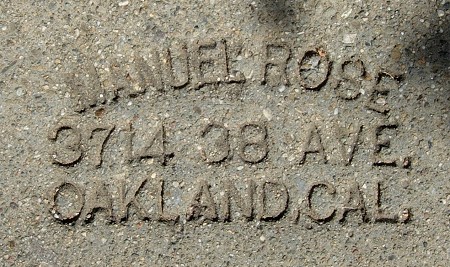 MANUEL ROSE
3714 38 AVE.
OAKLAND, CAL.